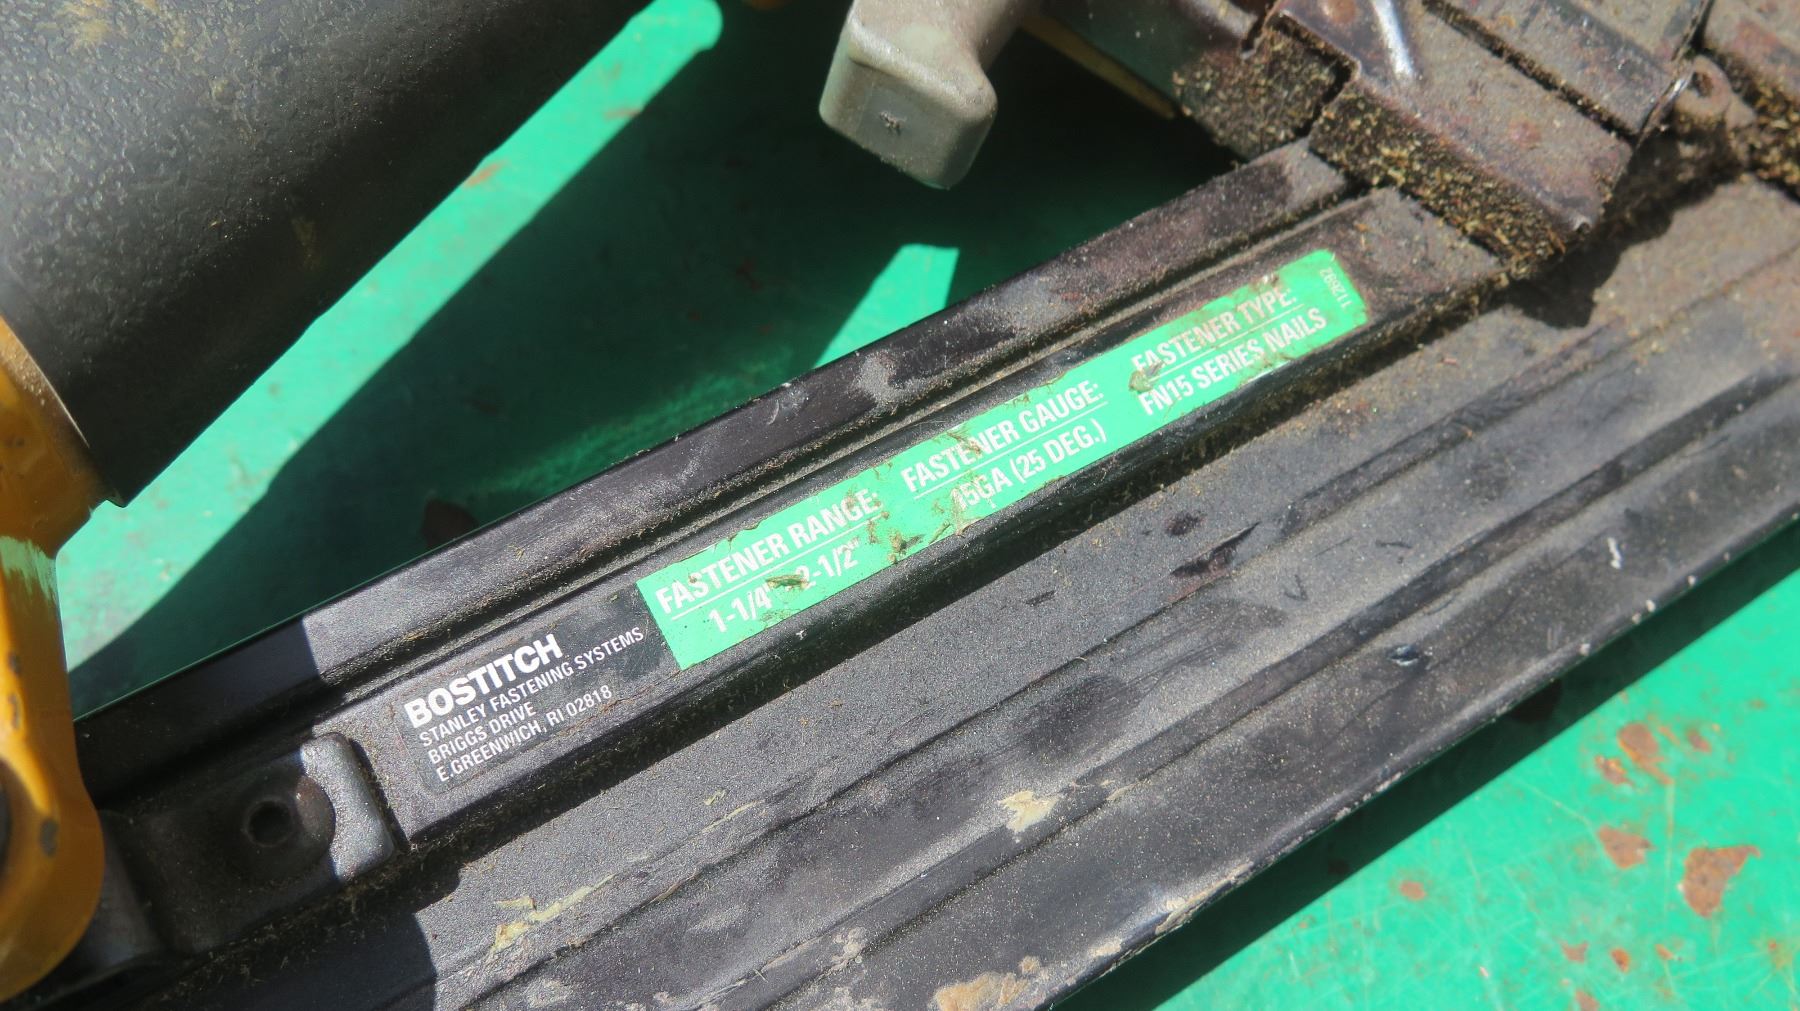 BOSTITCH
STANLEY FASTENING SYSTEMS
BRIGGS DRIVE
E.GREENWICH, RI 02818
FASTENER RANGE:
1-1/4" 2-1/2"
FASTENER GAUGE:
15GA (25 DEG.)
FASTENER TYPE:
FN15 SERIES NAILS
112692